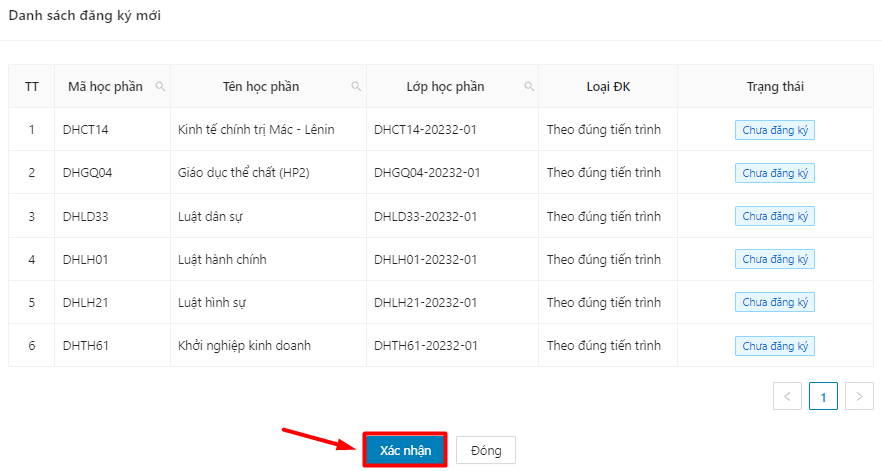 Danh sách đăng ký mới
TT Mã học phần Tên học phần Lớp học phần Loại ĐK Trạng thái
1 DHCT14 Kinh tế chính trị Mác - Lênin DHCT14-20232-01 Theo đúng tiến trình Chưa đăng ký
2 DHGQ04 Giáo dục thể chất (HP2) DHGQ04-20232-01 Theo đúng tiến trình Chưa đăng ký
3 DHLD33 Luật dân sự DHLD33-20232-01 Theo đúng tiến trình Chưa đăng ký
4 DHLH01 Luật hành chính DHLH01-20232-01 Theo đúng tiến trình Chưa đăng ký
5 DHLH21 Luật hình sự DHLH21-20232-01 Theo đúng tiến trình Chưa đăng ký
6 DHTH61 Khởi nghiệp kinh doanh DHTH61-20232-01 Theo đúng tiến trình Chưa đăng ký
< 1 >
Xác nhận Đóng